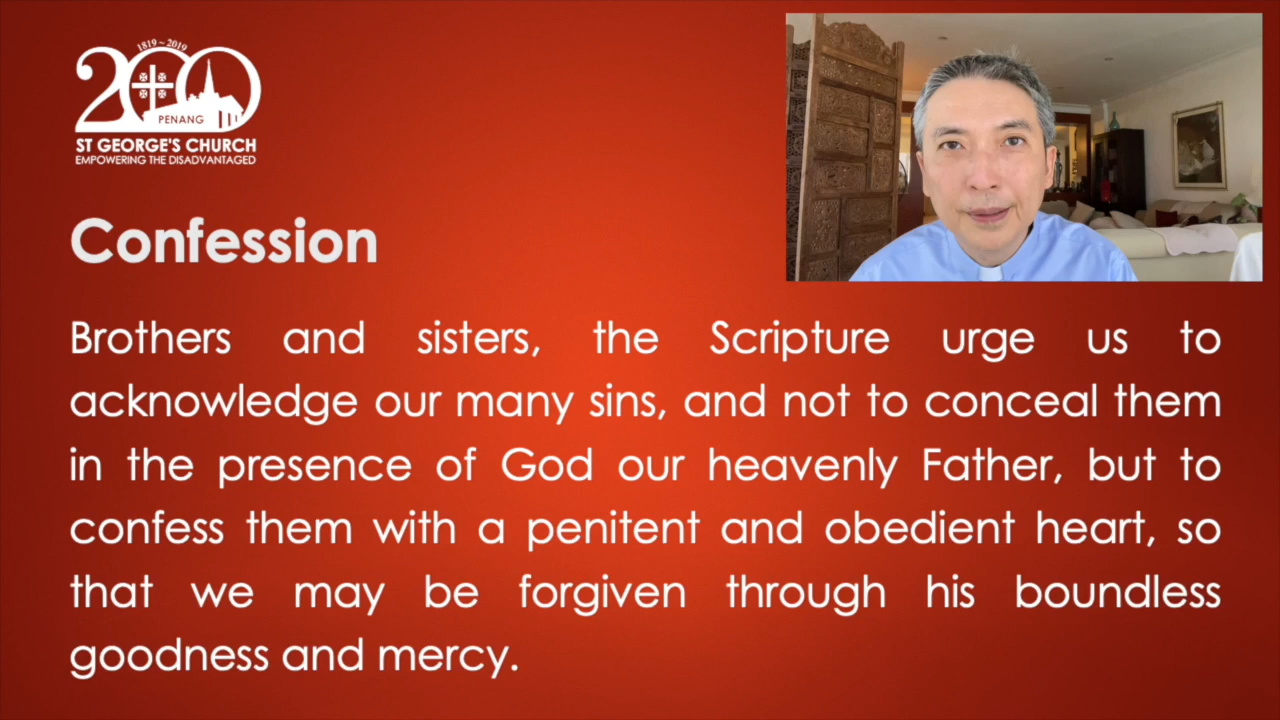 1819 ~ 2019
200
PENANG
ST GEORGE'S CHURCH
EMPOWERING THE DISADVANTAGED
Confession
Brothers and sisters, the Scripture urge us to
acknowledge our many sins, and not to conceal them
in the presence of God our heavenly Father, but to
confess them with a penitent and obedient heart, so
that we may be forgiven through his boundless
goodness and mercy.